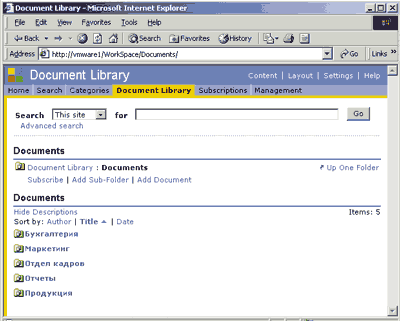 Document Library - Microsoft Internet Explorer
File Edit View Favorites Tools Help
Back Search Favorites History
Address http://vmware1/WorkSpace/Documents/ Go Links »
Document Library Content | Layout | Settings | Help
Home Search Categories Document Library Subscriptions Management
Search This site for Go
Advanced search
Documents
Document Library : Documents Up One Folder
Subscribe | Add Sub-Folder | Add Document
Documents
Hide Descriptions Items: 5
Sort by: Author | Title | Date
Бухгалтерия
Маркетинг
Отдел кадров
Отчеты
Продукция